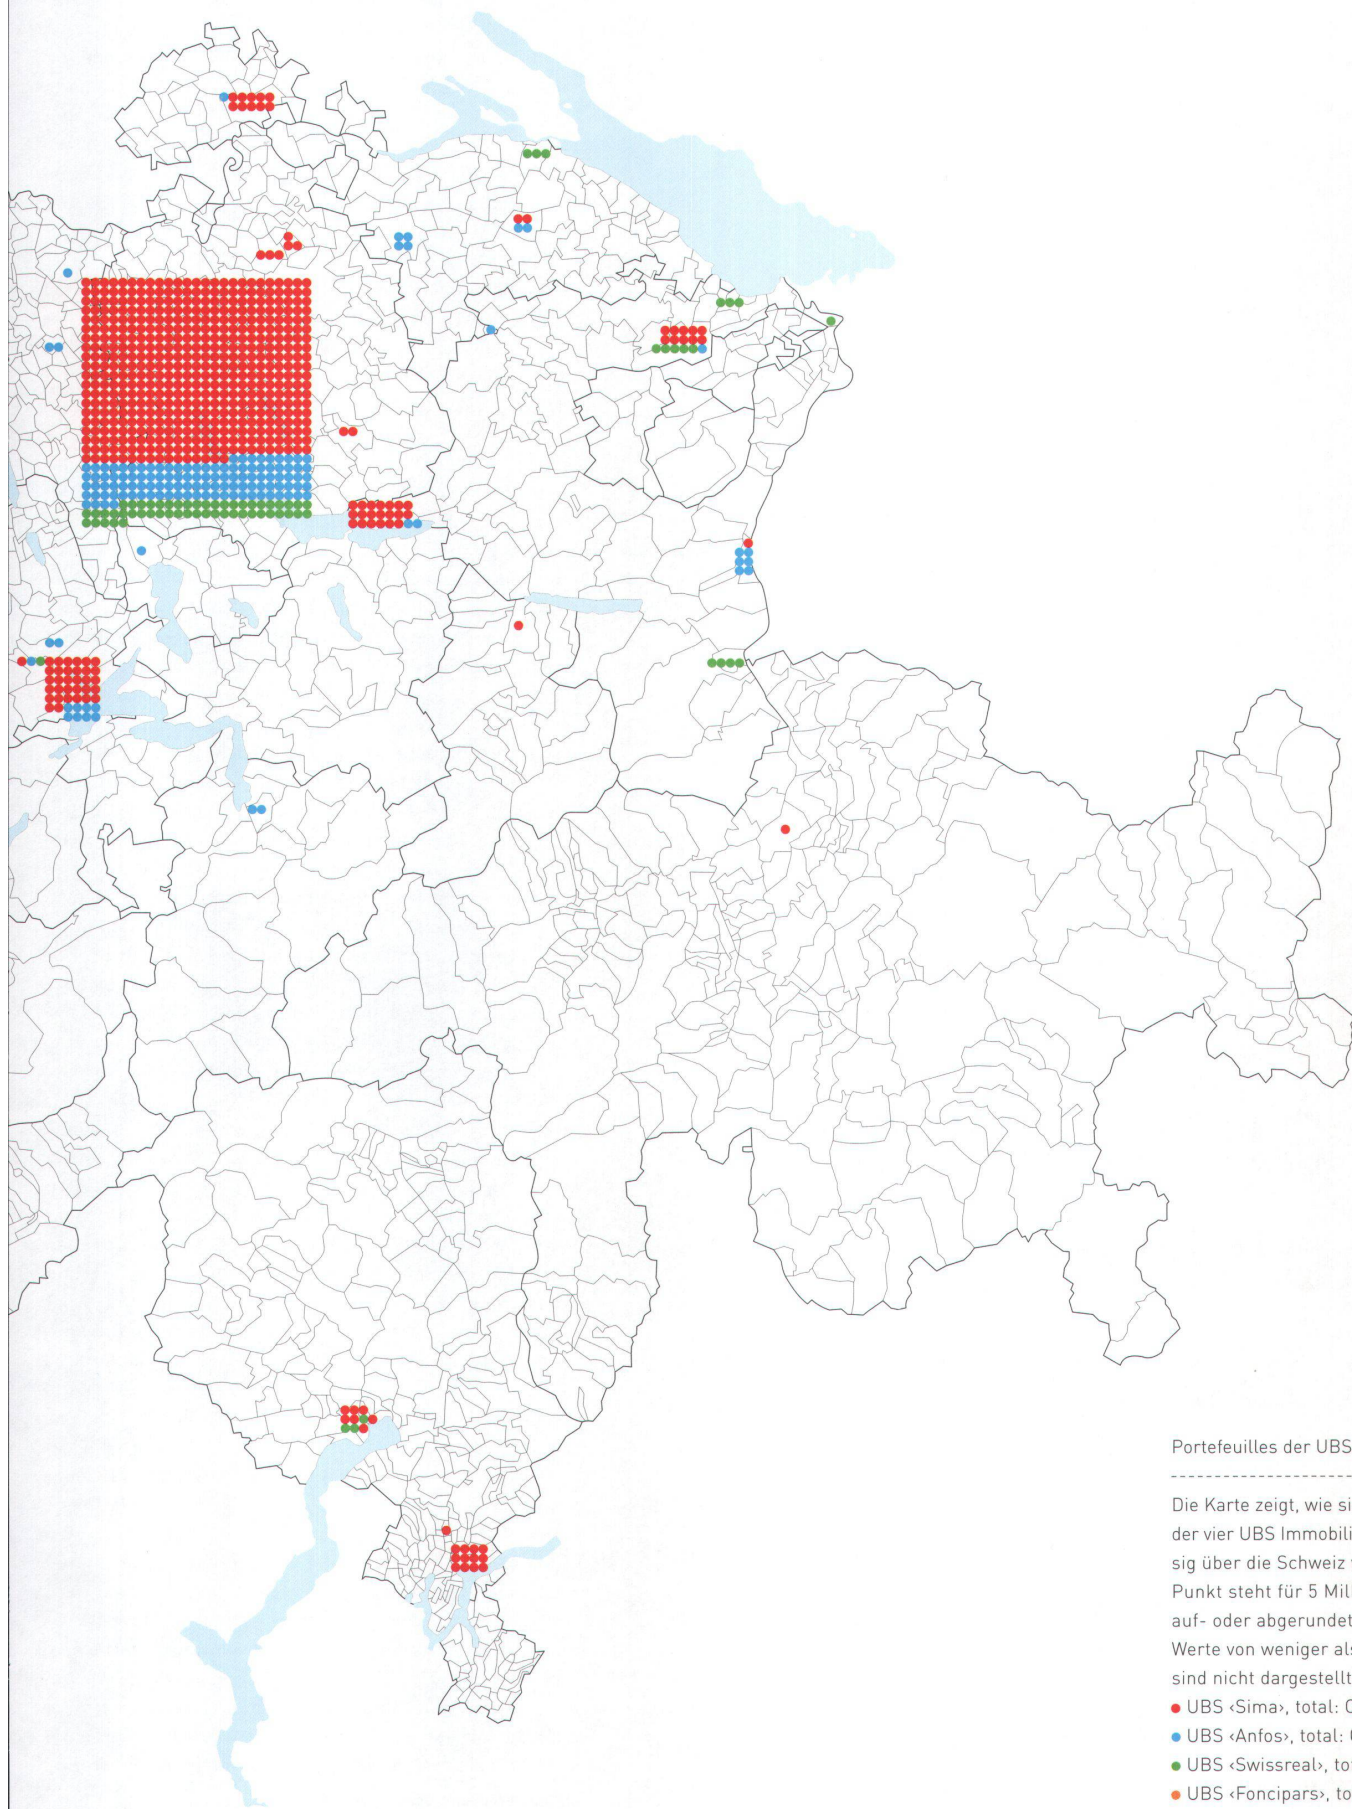 Portefeuilles der UBS
Die Karte zeigt, wie si
der vier UBS Immobili
sig über die Schweiz
Punkt steht für 5 Mil
auf- oder abgerundet
Werte von weniger als
sind nicht dargestellt
UBS ‹Sima›, total: C
UBS ‹Anfos›, total:
UBS ‹Swissreal›, to
UBS ‹Foncipars›, to